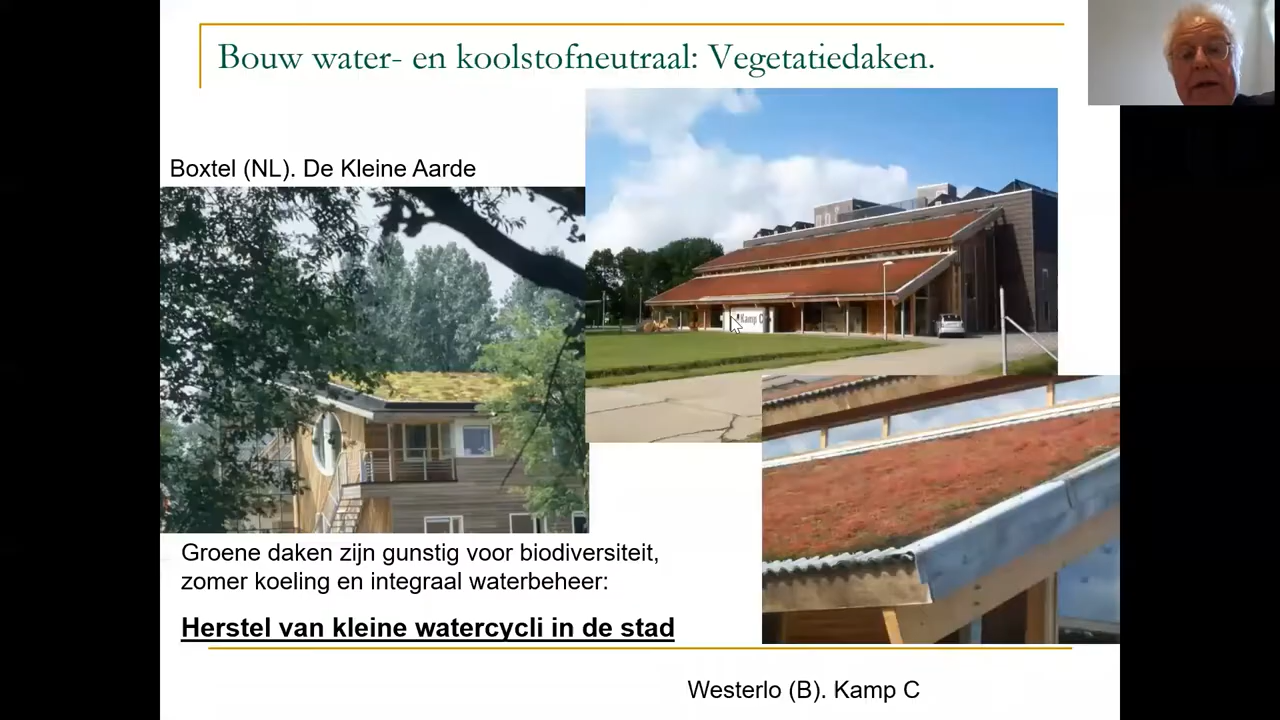 Bouw water- en koolstofneutraal: Vegetatiedaken.
Boxtel (NL). De Kleine Aarde
Kamp C
Groene daken zijn gunstig voor biodiversiteit,
zomer koeling en integraal waterbeheer:
Herstel van kleine watercycli in de stad
Westerlo (B). Kamp C